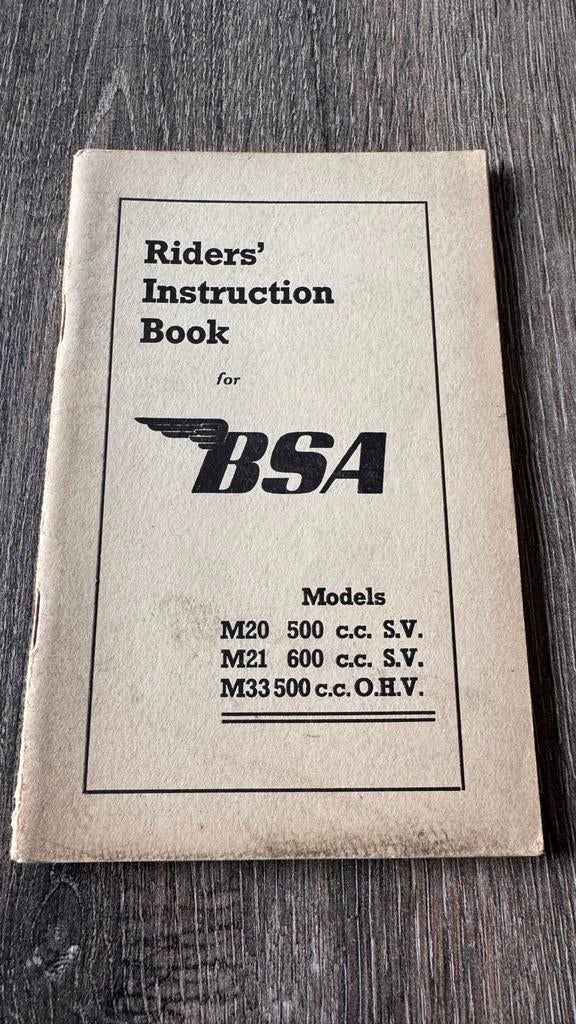 Riders’
Instruction
Book
for
BSA
Models
M20 500 c.c. S.V.
M21 600 c.c. S.V.
M33 500 c.c. O.H.V.